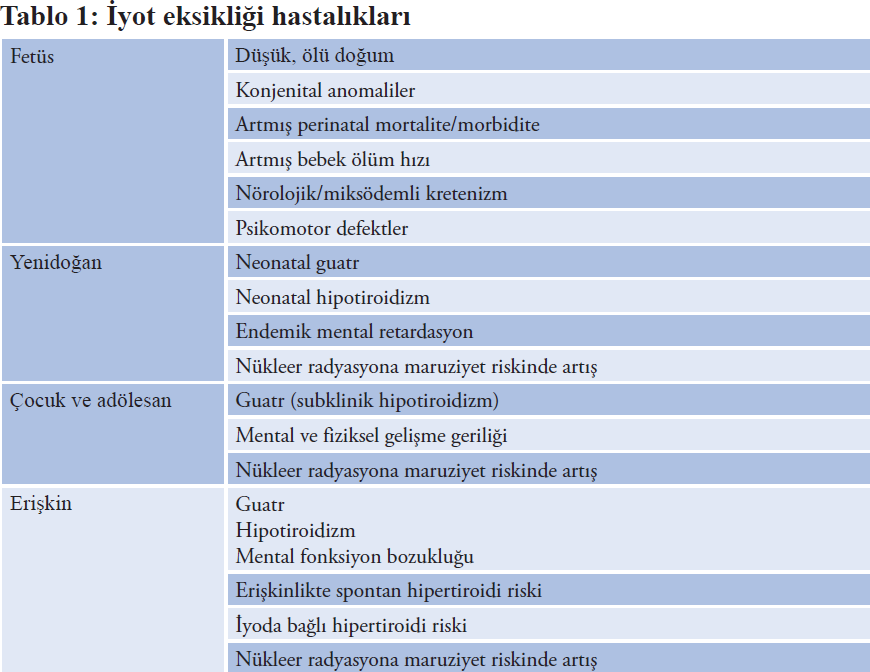 Tablo 1: İyot eksikliği hastalıkları
Fetüs
Düşük, ölü doğum
Konjenital anomaliler
Artmış perinatal mortalite/morbidite
Artmış bebek ölüm hızı
Nörolojik/miksödemli kretenizm
Psikomotor defektler
Yenidoğan
Neonatal guatr
Neonatal hipotiroidizm
Endemik mental retardasyon
Nükleer radyasyona maruziyet riskinde artış
Çocuk ve adölesan
Guatr (subklinik hipotiroidizm)
Mental ve fiziksel gelişme geriliği
Nükleer radyasyona maruziyet riskinde artış
Erişkin
Guatr
Hipotiroidizm
Mental fonksiyon bozukluğu
Erişkinlikte spontan hipertiroidi riski
İyoda bağlı hipertiroidi riski
Nükleer radyasyona maruziyet riskinde artış